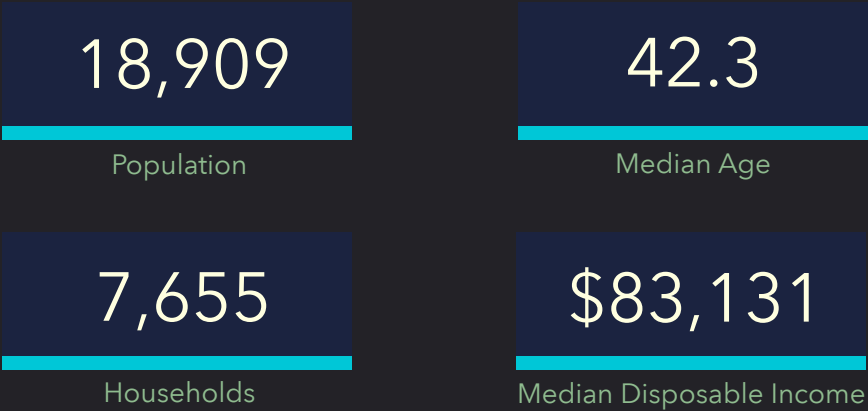 18,909
Population
42.3
Median Age
7,655
Households
$83,131
Median Disposable Income